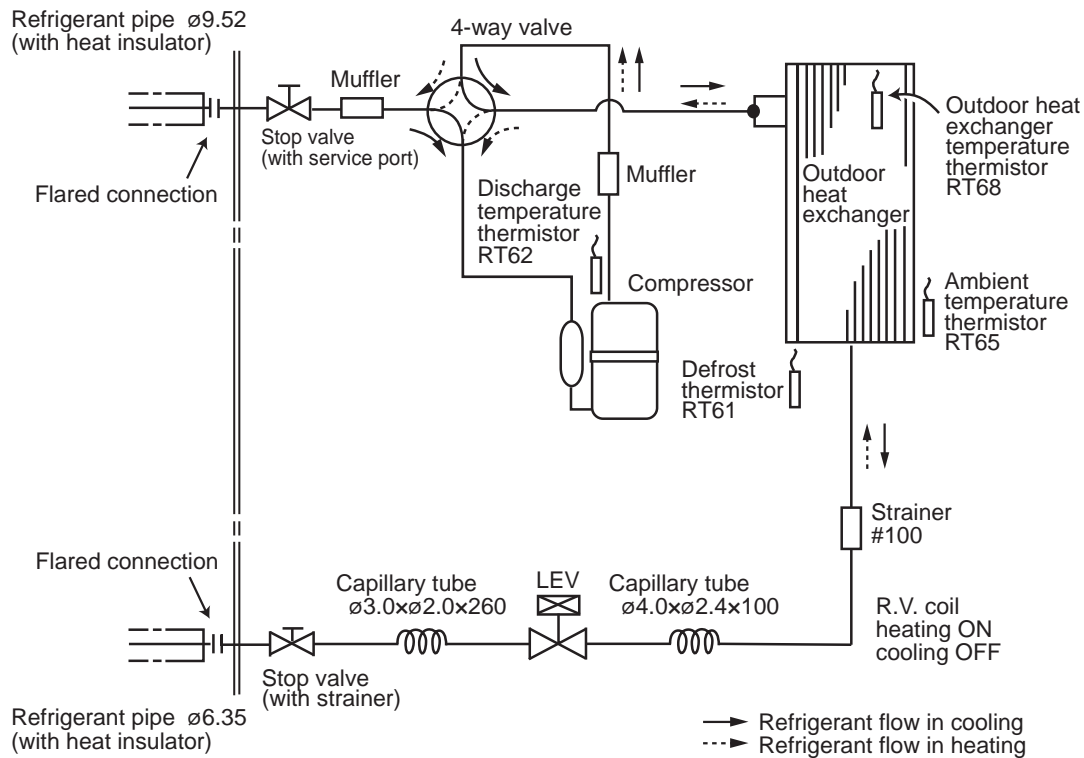 Refrigerant pipe ø9.52
(with heat insulator)
4-way valve
Muffler
Stop valve
(with service port)
Flared connection
Discharge
temperature
thermistor
RT62
Muffler
Compressor
Outdoor
heat
exchanger
Outdoor heat
exchanger
temperature
thermistor
RT68
Ambient
temperature
thermistor
RT65
Defrost
thermistor
RT61
Strainer
#100
Flared connection
Capillary tube
ø3.0×ø2.0×260
LEV
Capillary tube
ø4.0×ø2.4×100
R.V. coil
heating ON
cooling OFF
Stop valve
(with strainer)
Refrigerant pipe ø6.35
(with heat insulator)
Refrigerant flow in cooling
Refrigerant flow in heating